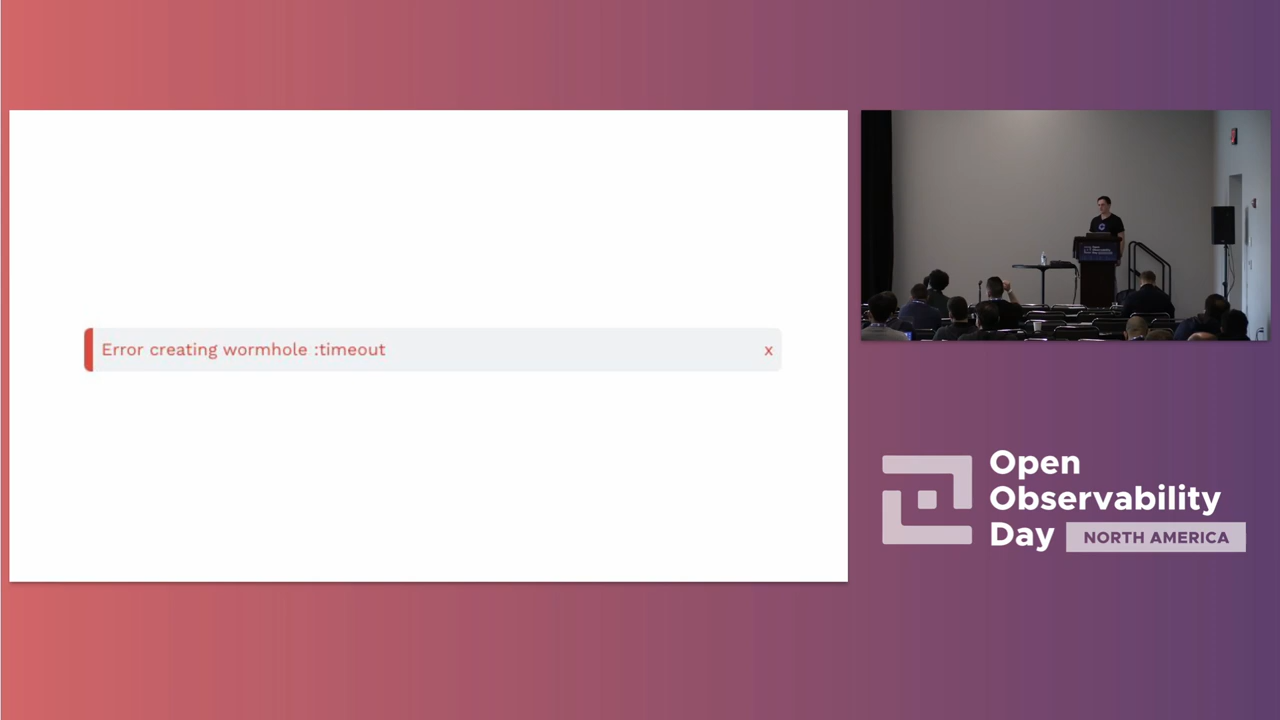 Error creating wormhole :timeout
x
Open
Observability
Day
NORTH AMERICA